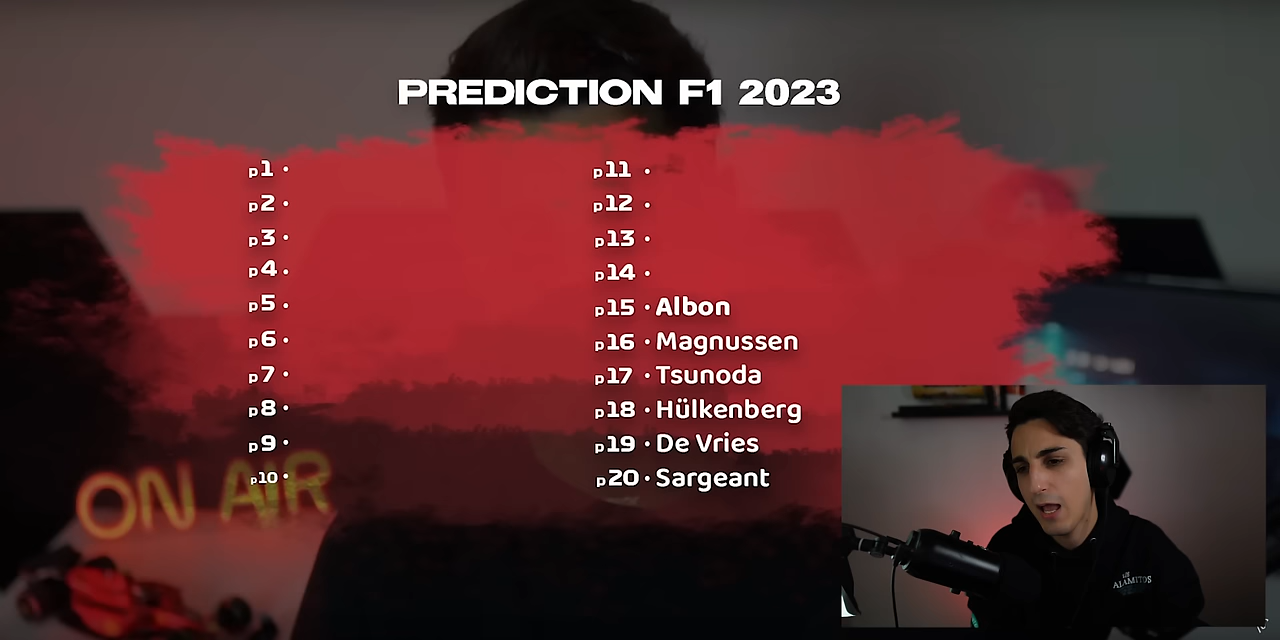 PREDICTION F1 2023
p1 •
p2 •
p3 •
p4 •
p5 •
p6 •
p7 •
p8 •
p9 •
p10 •
p11 •
p12 •
p13 •
p14 •
p15 • Albon
p16 • Magnussen
p17 • Tsunoda
p18 • Hülkenberg
p19 • De Vries
p20 • Sargeant
ON AIR
ALAMITOS